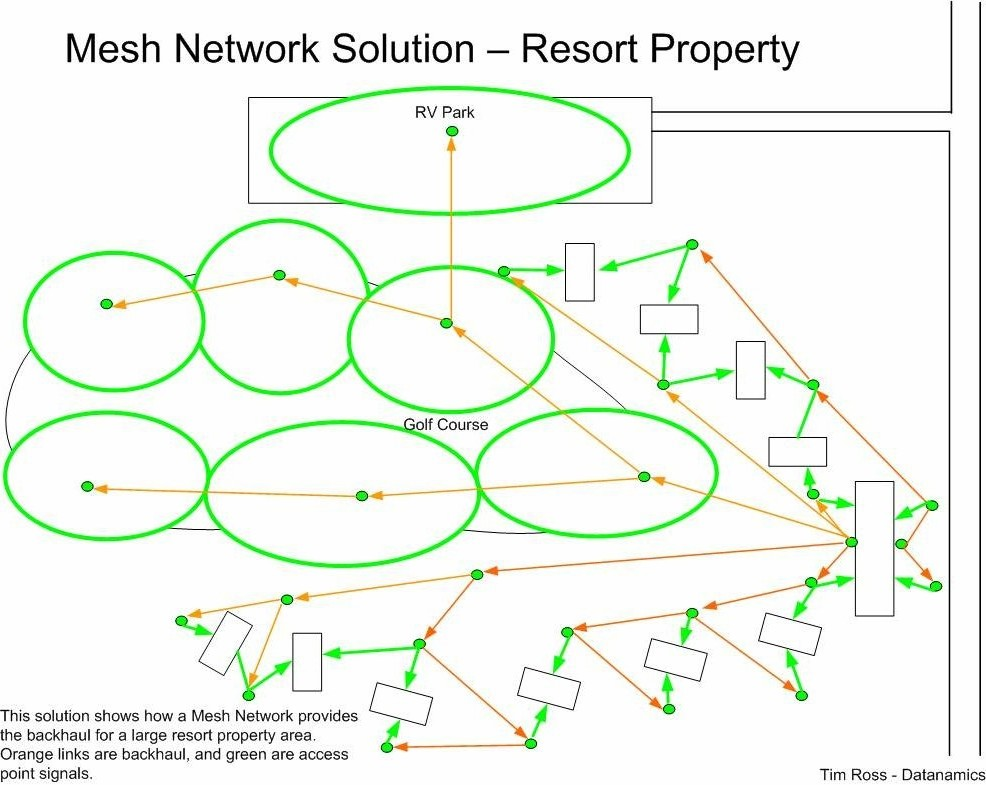 Mesh Network Solution – Resort Property
RV Park
Golf Course
This solution shows how a Mesh Network provides
the backhaul for a large resort property area.
Orange links are backhaul, and green are access
point signals.
Tim Ross - Datanamics